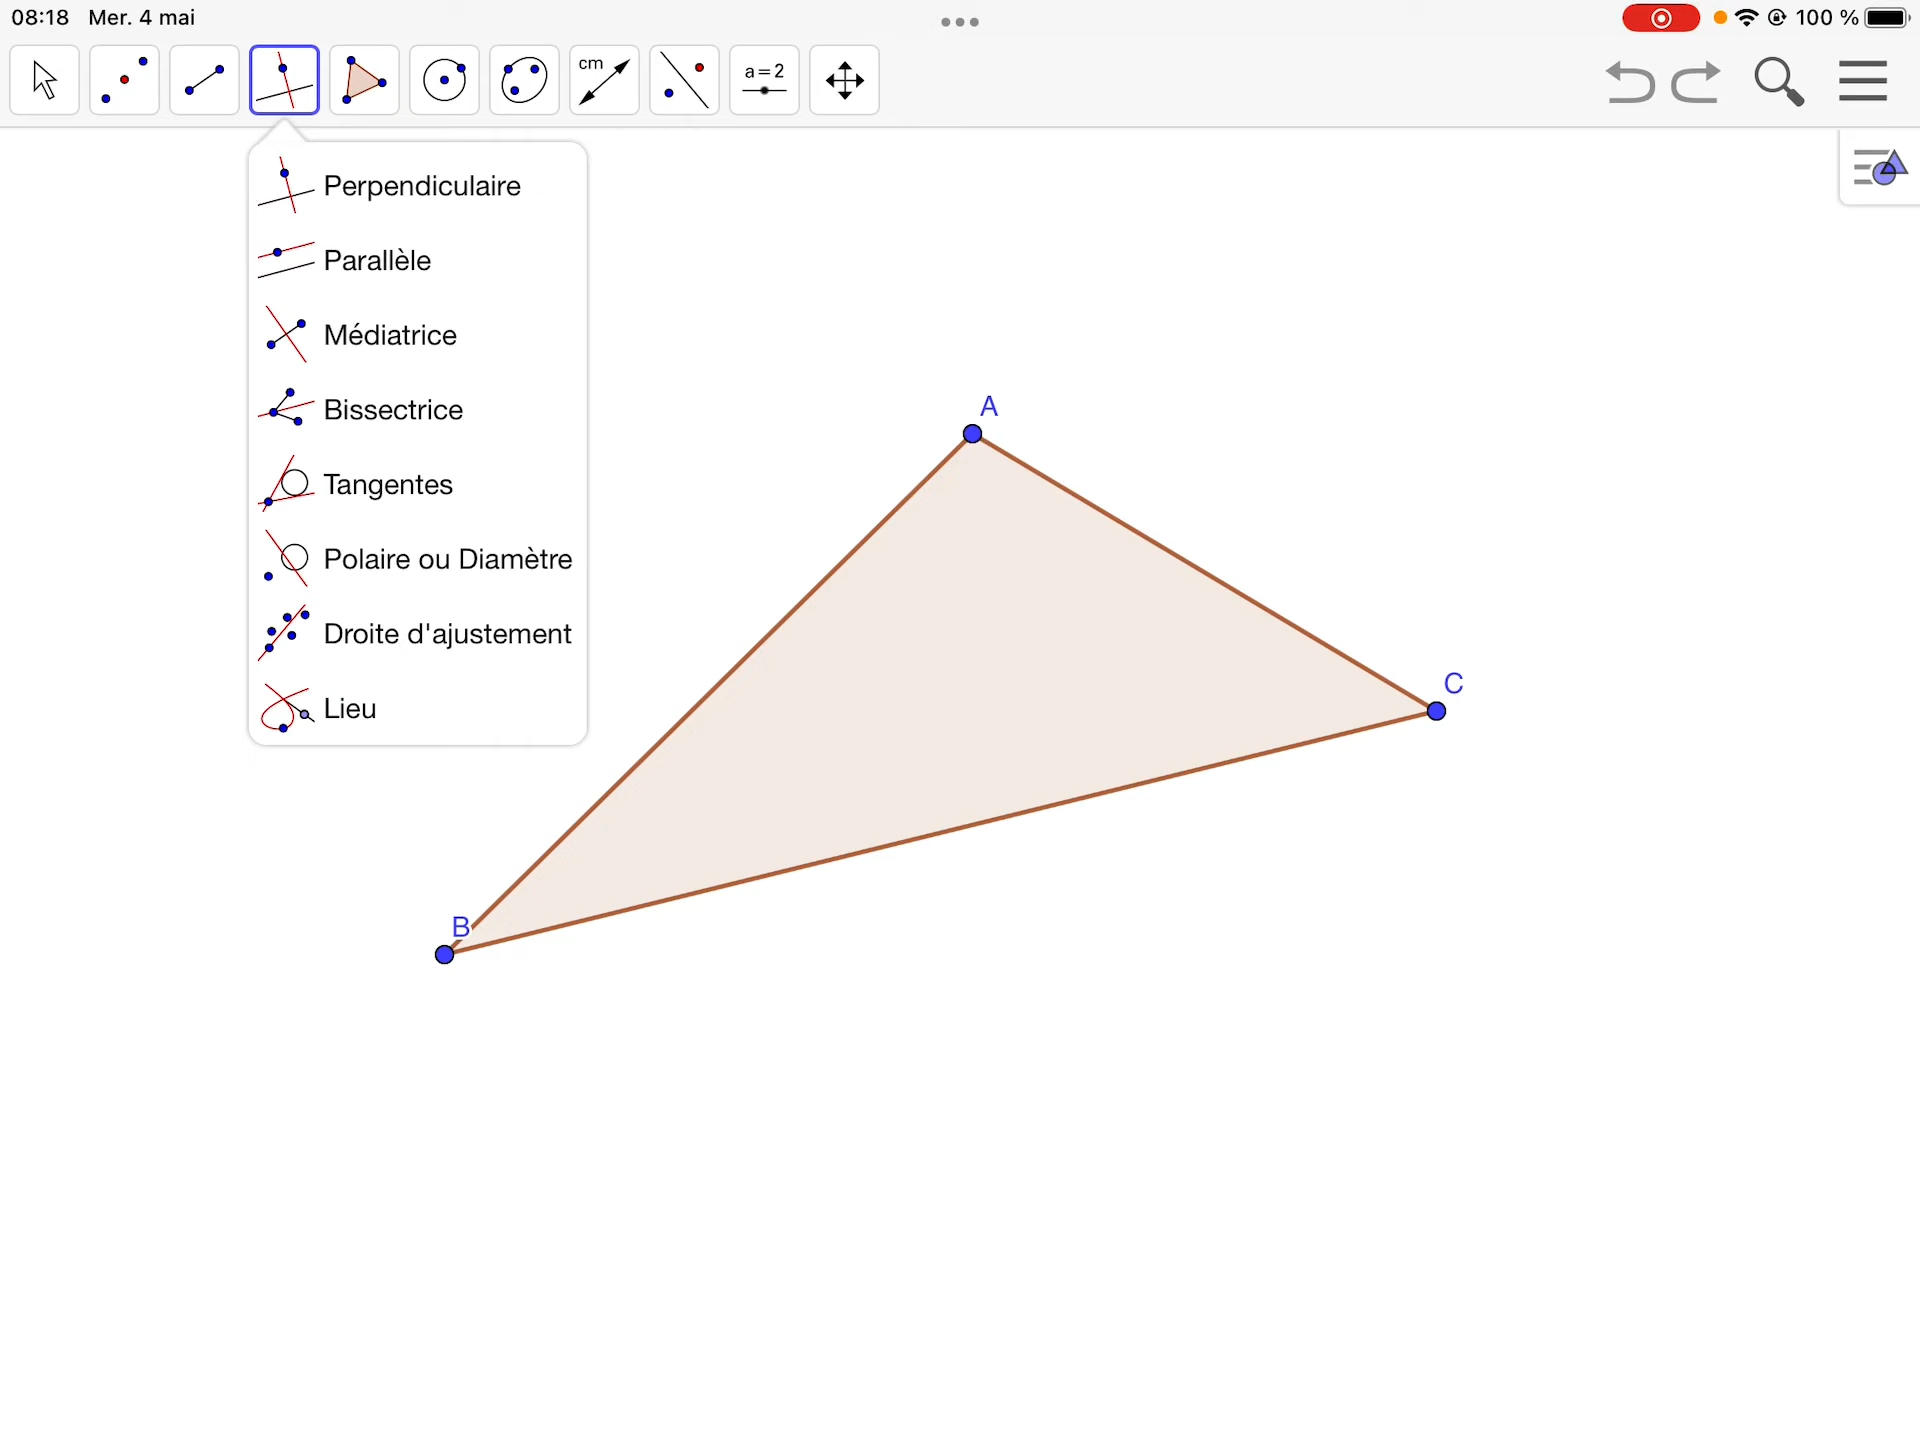 08:18 Mer. 4 mai
100 %
cm
a=2
Perpendiculaire
Parallèle
Médiatrice
Bissectrice
Tangentes
Polaire ou Diamètre
Droite d'ajustement
Lieu
A
C
B